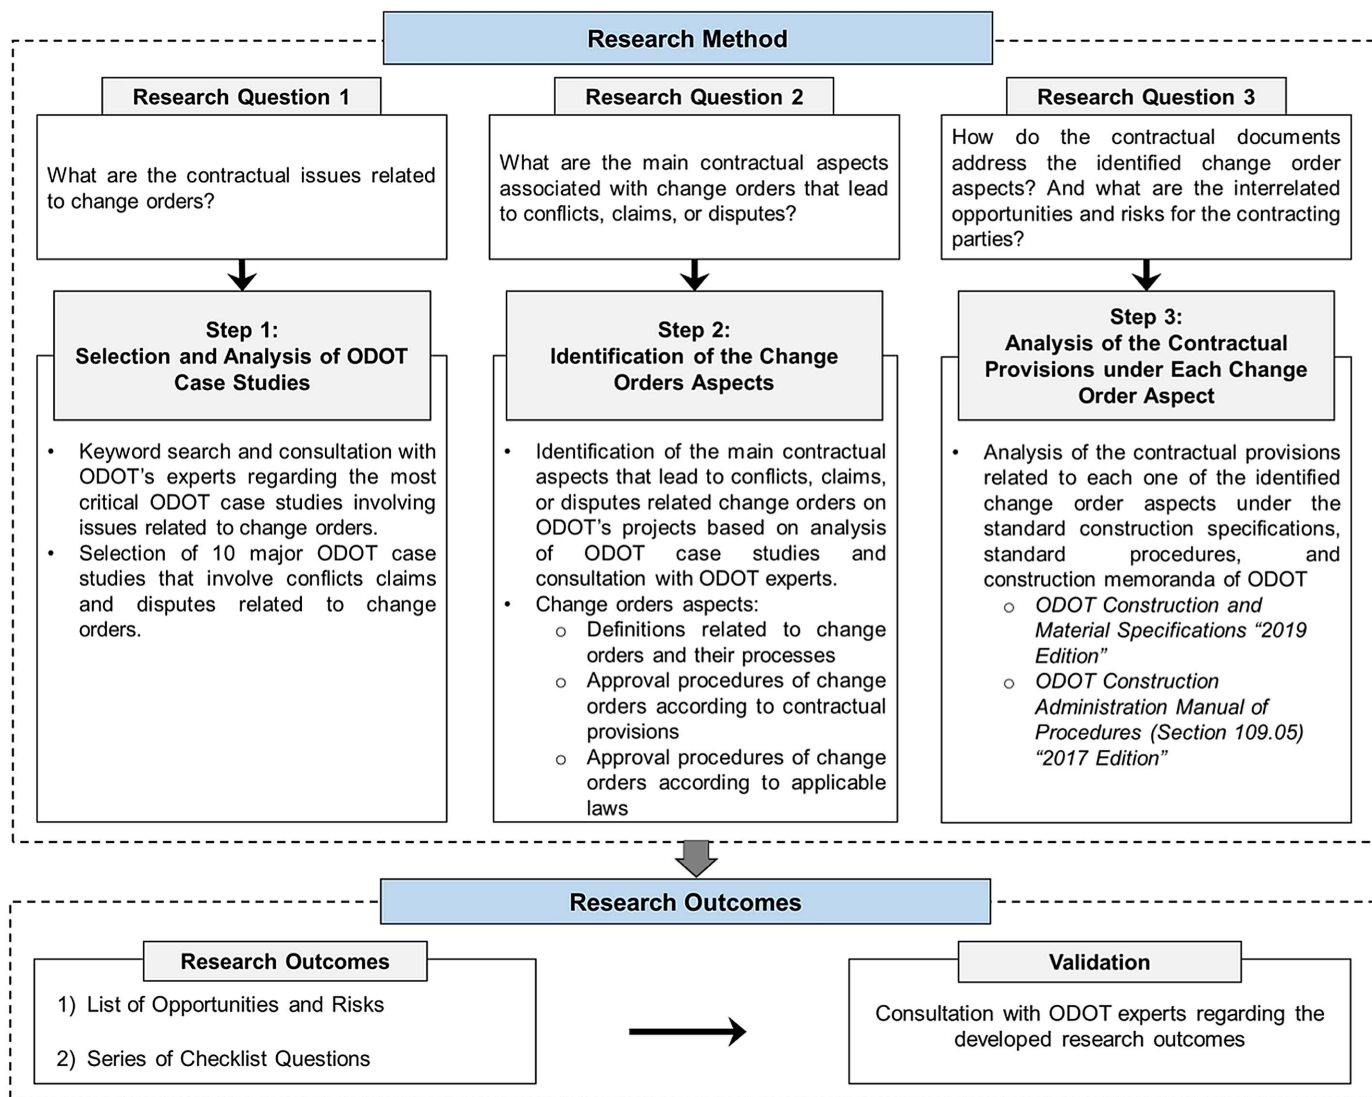 Research Method
Research Question 1
What are the contractual issues related
to change orders?
Step 1:
Selection and Analysis of ODOT
Case Studies
• Keyword search and consultation with
ODOT's experts regarding the most
critical ODOT case studies involving
issues related to change orders.
• Selection of 10 major ODOT case
studies that involve conflicts claims
and disputes related to change
orders.
Research Question 2
What are the main contractual aspects
associated with change orders that lead
to conflicts, claims, or disputes?
Step 2:
Identification of the Change
Orders Aspects
• Identification of the main contractual
aspects that lead to conflicts, claims,
or disputes related change orders on
ODOT's projects based on analysis
of ODOT case studies and
consultation with ODOT experts.
• Change orders aspects:
o Definitions related to change
orders and their processes
o Approval procedures of change
orders according to contractual
provisions
o Approval procedures of change
orders according to applicable
laws
Research Question 3
How do the contractual documents
address the identified change order
aspects? And what are the interrelated
opportunities and risks for the contracting
parties?
Step 3:
Analysis of the Contractual
Provisions under Each Change
Order Aspect
• Analysis of the contractual provisions
related to each one of the identified
change order aspects under the
standard construction specifications,
standard procedures, and
construction memoranda of ODOT
o ODOT Construction and
Material Specifications “2019
Edition”
o ODOT Construction
Administration Manual of
Procedures (Section 109.05)
“2017 Edition”
Research Outcomes
Research Outcomes
1) List of Opportunities and Risks
2) Series of Checklist Questions
Validation
Consultation with ODOT experts regarding the
developed research outcomes